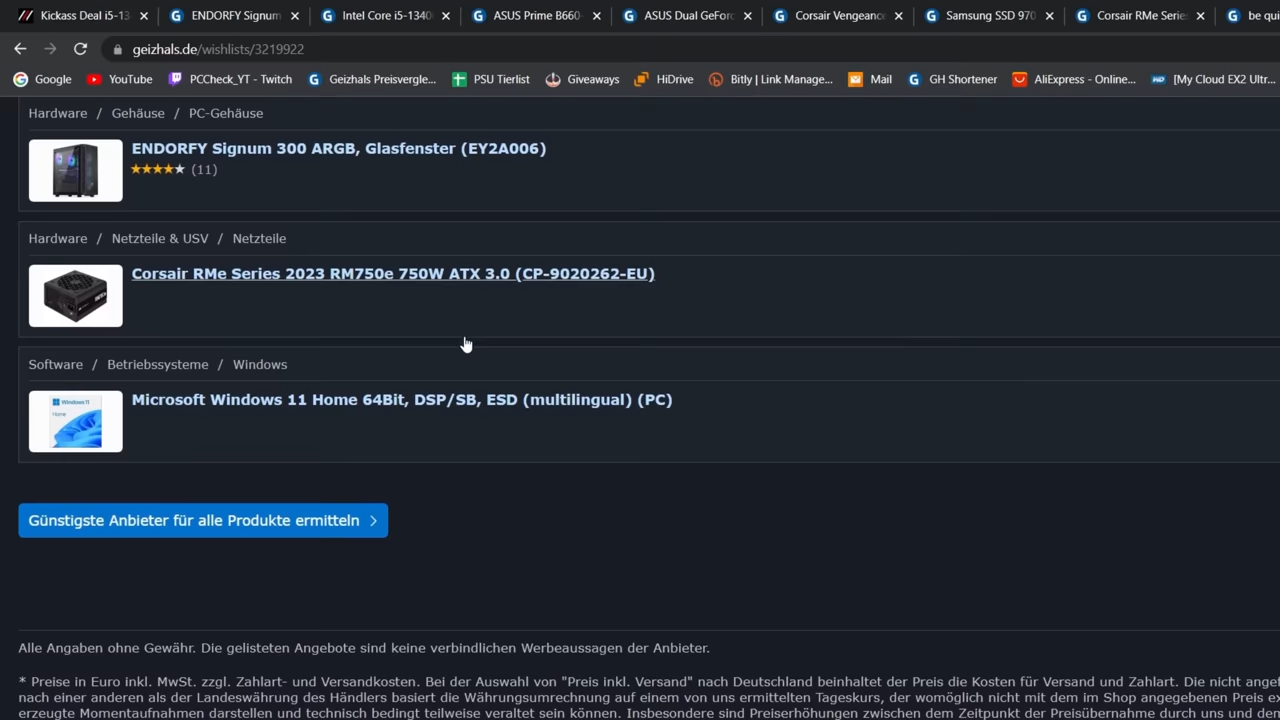 Kickass Deal i5-13
ENDORFY Signum
Intel Core i5-1340
ASUS Prime B660-
ASUS Dual GeForc
Corsair Vengeance
Samsung SSD 970
Corsair RMe Serie
be qui
geizhals.de/wishlists/3219922
Google
YouTube
PCCheck_YT - Twitch
Geizhals Preisvergle...
PSU Tierlist
Giveaways
HiDrive
Bitly | Link Manage...
Mail
GH Shortener
AliExpress - Online...
[My Cloud EX2 Ultr...
Hardware / Gehäuse / PC-Gehäuse
ENDORFY Signum 300 ARGB, Glasfenster (EY2A006)
(11)
Hardware / Netzteile & USV / Netzteile
Corsair RMe Series 2023 RM750e 750W ATX 3.0 (CP-9020262-EU)
Software / Betriebssysteme / Windows
Microsoft Windows 11 Home 64Bit, DSP/SB, ESD (multilingual) (PC)
Windows 11
Home
Günstigste Anbieter für alle Produkte ermitteln
Alle Angaben ohne Gewähr. Die gelisteten Angebote sind keine verbindlichen Werbeaussagen der Anbieter.
* Preise in Euro inkl. MwSt. zzgl. Zahlart- und Versandkosten. Bei der Auswahl von "Preis inkl. Versand" nach Deutschland beinhaltet der Preis die Kosten für Versand und Zahlart. Die nicht angef
nach einer anderen als der Landeswährung des Händlers basiert die Währungsumrechnung auf einem von uns ermittelten Tageskurs, der womöglich nicht mit dem im Shop angegebenen Preis ex
erzeugte Momentaufnahmen darstellen und technisch bedingt teilweise veraltet sein können. Insbesondere sind Preiserhöhungen zwischen dem Zeitpunkt der Preisübernahme durch uns und de